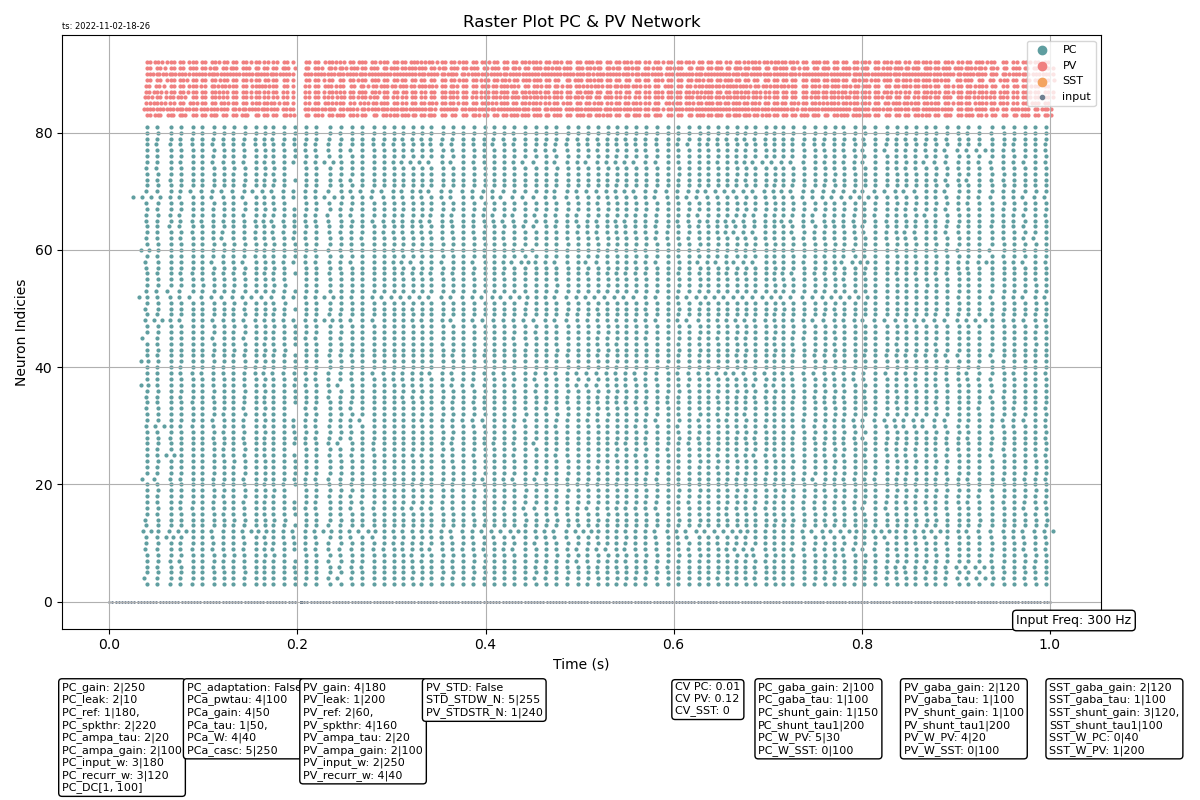 ts: 2022-11-02-18-26
Raster Plot PC & PV Network
PC
PV
SST
input
Neuron Indicies
80
60
40
20
0
0.0
0.2
0.4
0.6
0.8
1.0
Input Freq: 300 Hz
Time (s)
PC_gain: 2|250
PC_leak: 2|10
PC_ref: 1|180,
PC_spkthr: 2|220
PC_ampa_tau: 2|20
PC_ampa_gain: 2|100
PC_input_w: 3|180
PC_recurr_w: 3|120
PC_DC[1, 100]
PC_adaptation: False
PCa_pwtau: 4|100
PCa_gain: 4|50
PCa_tau: 1|50,
PCa_W: 4|40
PCa_casc: 5|250
PV_gain: 4|180
PV_leak: 1|200
PV_ref: 2|60,
PV_spkthr: 4|160
PV_ampa_tau: 2|20
PV_ampa_gain: 2|100
PV_input_w: 2|250
PV_recurr_w: 4|40
PV_STD: False
STD_STDW_N: 5|255
PV_STDSTR_N: 1|240
CV PC: 0.01
CV PV: 0.12
CV_SST: 0
PC_gaba_gain: 2|100
PC_gaba_tau: 1|100
PC_shunt_gain: 1|150
PC_shunt_tau1|200
PC_W_PV: 5|30
PC_W_SST: 0|100
PV_gaba_gain: 2|120
PV_gaba_tau: 1|100
PV_shunt_gain: 1|100
PV_shunt_tau1|200
PV_W_PV: 4|20
PV_W_SST: 0|100
SST_gaba_gain: 2|120
SST_gaba_tau: 1|100
SST_shunt_gain: 3|120,
SST_shunt_tau1|100
SST_W_PC: 0|40
SST_W_PV: 1|200